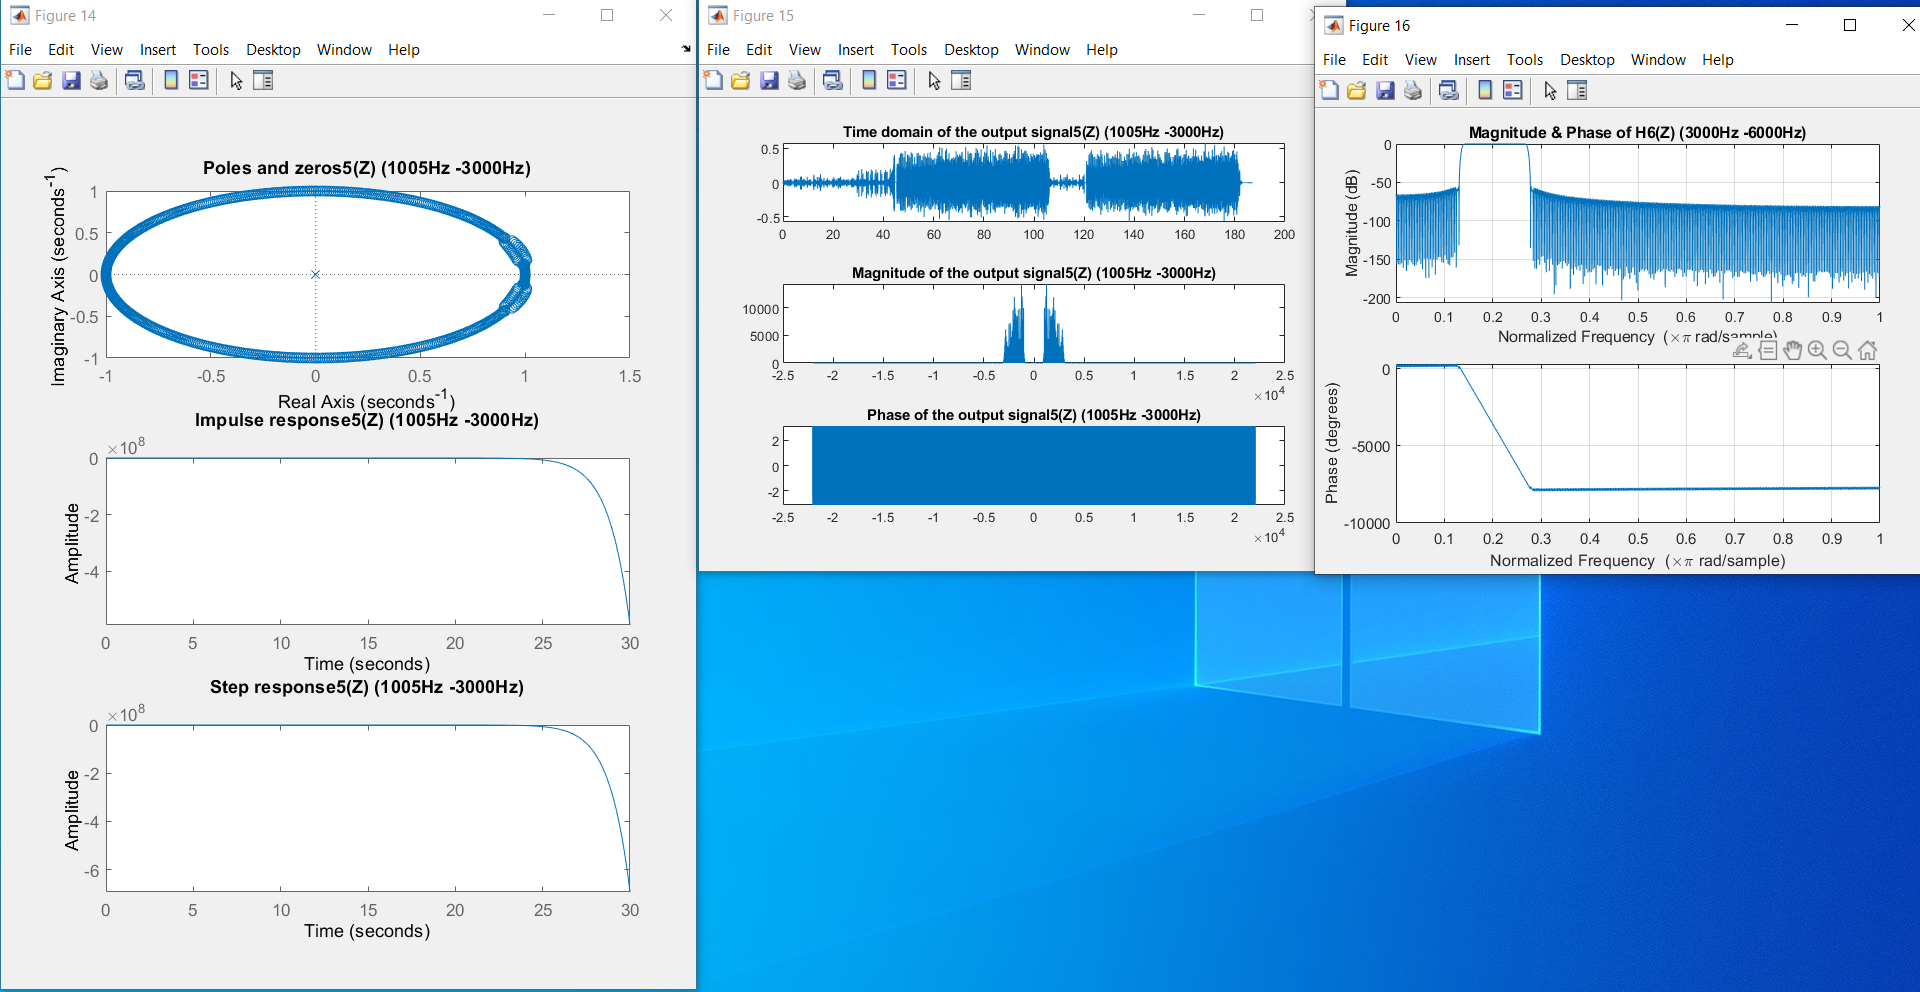 Figure 14
File Edit View Insert Tools Desktop Window Help
Poles and zeros5(Z) (1005Hz -3000Hz)
Imaginary Axis (seconds⁻¹)
1
0.5
0
-0.5
-1
-1 -0.5 0 0.5 1 1.5
Real Axis (seconds⁻¹)
Impulse response5(Z) (1005Hz -3000Hz)
×10⁸
Amplitude
0
-2
-4
0 5 10 15 20 25 30
Time (seconds)
Step response5(Z) (1005Hz -3000Hz)
×10⁸
Amplitude
0
-2
-4
-6
0 5 10 15 20 25 30
Time (seconds)
Figure 15
File Edit View Insert Tools Desktop Window Help
Time domain of the output signal5(Z) (1005Hz -3000Hz)
0.5
0
-0.5
0 20 40 60 80 100 120 140 160 180 200
Magnitude of the output signal5(Z) (1005Hz -3000Hz)
10000
5000
0
-2.5 -2 -1.5 -1 -0.5 0 0.5 1 1.5 2 2.5
×10⁴
Phase of the output signal5(Z) (1005Hz -3000Hz)
2
0
-2
-2.5 -2 -1.5 -1 -0.5 0 0.5 1 1.5 2 2.5
×10⁴
Figure 16
File Edit View Insert Tools Desktop Window Help
Magnitude & Phase of H6(Z) (3000Hz -6000Hz)
Magnitude (dB)
0
-50
-100
-150
-200
0 0.1 0.2 0.3 0.4 0.5 0.6 0.7 0.8 0.9 1
Normalized Frequency (×π rad/sample)
Phase (degrees)
0
-5000
-10000
0 0.1 0.2 0.3 0.4 0.5 0.6 0.7 0.8 0.9 1
Normalized Frequency (×π rad/sample)